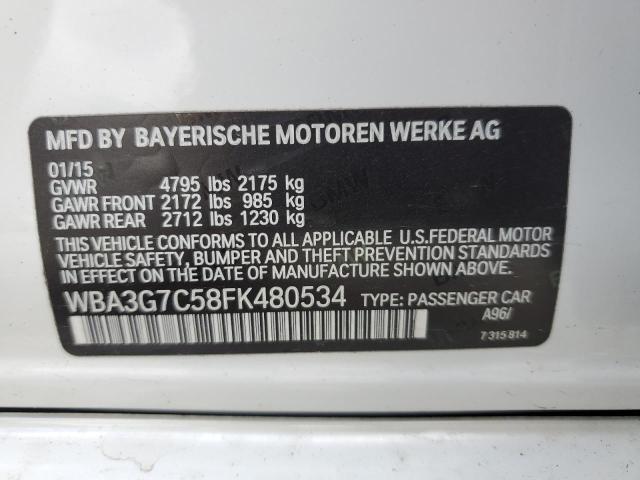 MFD BY BAYERISCHE MOTOREN WERKE AG
01/15
GVWR 4795 lbs 2175 kg
GAWR FRONT 2172 lbs 985 kg
GAWR REAR 2712 lbs 1230 kg
THIS VEHICLE CONFORMS TO ALL APPLICABLE U.S.FEDERAL MOTOR
VEHICLE SAFETY, BUMPER AND THEFT PREVENTION STANDARDS
IN EFFECT ON THE DATE OF MANUFACTURE SHOWN ABOVE.
WBA3G7C58FK480534 TYPE: PASSENGER CAR
A96/
7 315 814